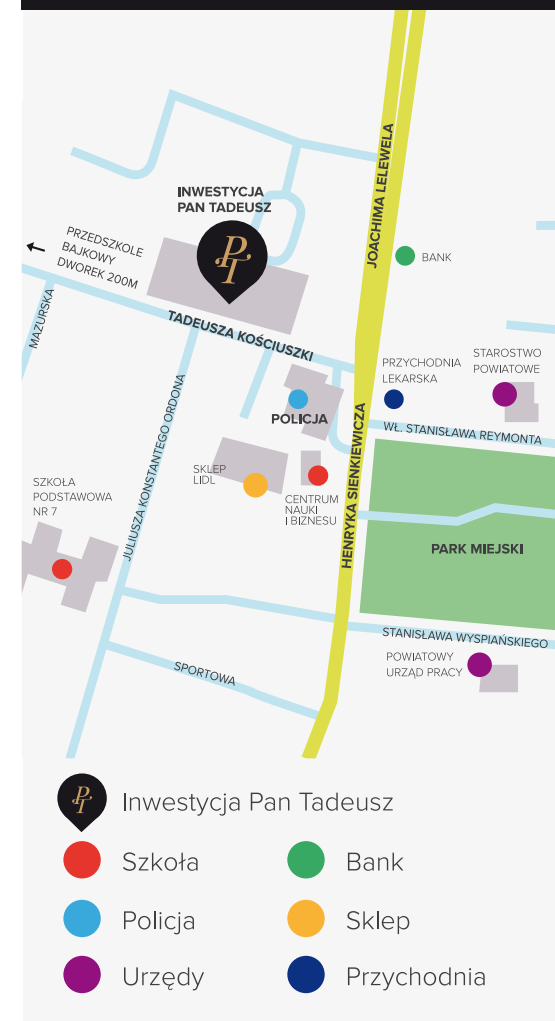 JOACHIMA LELEWELA
INWESTYCJA
PAN TADEUSZ
PT
PRZEDSZKOLE
BAJKOWY
DWOREK 200M
BANK
MAZURSKA
TADEUSZA KOŚCIUSZKI
PRZYCHODNIA
LEKARSKA
STAROSTWO
POWIATOWE
JULIUSZA KONSTANTEGO ORDONA
POLICJA
HENRYKA SIENKIEWICZA
WŁ. STANISŁAWA REYMONTA
SKLEP
LIDL
SZKOŁA
PODSTAWOWA
NR 7
CENTRUM
NAUKI
I BIZNESU
PARK MIEJSKI
STANISŁAWA WYSPIAŃSKIEGO
POWIATOWY
URZĄD PRACY
SPORTOWA
PT
Inwestycja Pan Tadeusz
Szkoła
Bank
Policja
Sklep
Urzędy
Przychodnia